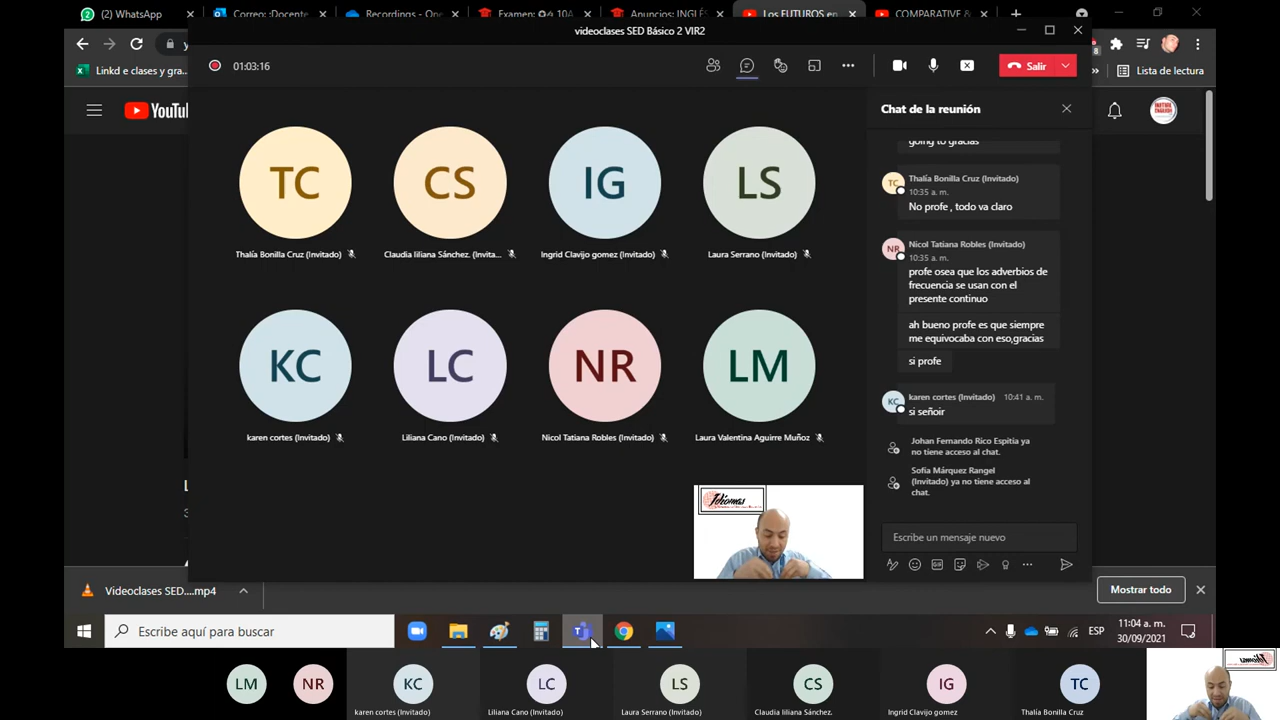 (2) WhatsApp
Correo: :Docente
Recordings - One
Anuncios: INGLÉS
Los FUTUROS en
COMPARATIVE &
videoclases SED Básico 2 VIR2
Linkd e clases y gra...
Lista de lectura
01:03:16
Salir
YouTu
Chat de la reunión
going to gracias
Thalía Bonilla Cruz (Invitado)
10:35 a. m.
No profe , todo va claro
Nicol Tatiana Robles (Invitado)
10:35 a. m.
profe osea que los adverbios de
frecuencia se usan con el
presente continuo
ah bueno profe es que siempre
me equivocaba con eso,gracias
si profe
karen cortes (Invitado) 10:41 a. m.
si señoir
Johan Fernando Rico Espitia ya
no tiene acceso al chat.
Sofía Márquez Rangel
(Invitado) ya no tiene acceso al
chat.
Escribe un mensaje nuevo
TC
CS
IG
LS
Thalía Bonilla Cruz (Invitado)
Claudia liliana Sánchez. (Invita...
Ingrid Clavijo gomez (Invitado)
Laura Serrano (Invitado)
KC
LC
NR
LM
karen cortes (Invitado)
Liliana Cano (Invitado)
Nicol Tatiana Robles (Invitado)
Laura Valentina Aguirre Muñoz
Idiomas
Videoclases SED....mp4
Mostrar todo
Escribe aquí para buscar
ESP
11:04 a. m.
30/09/2021
LM
NR
KC
LC
LS
CS
IG
TC
karen cortes (Invitado)
Liliana Cano (Invitado)
Laura Serrano (Invitado)
Claudia liliana Sánchez.
Ingrid Clavijo gomez
Thalía Bonilla Cruz